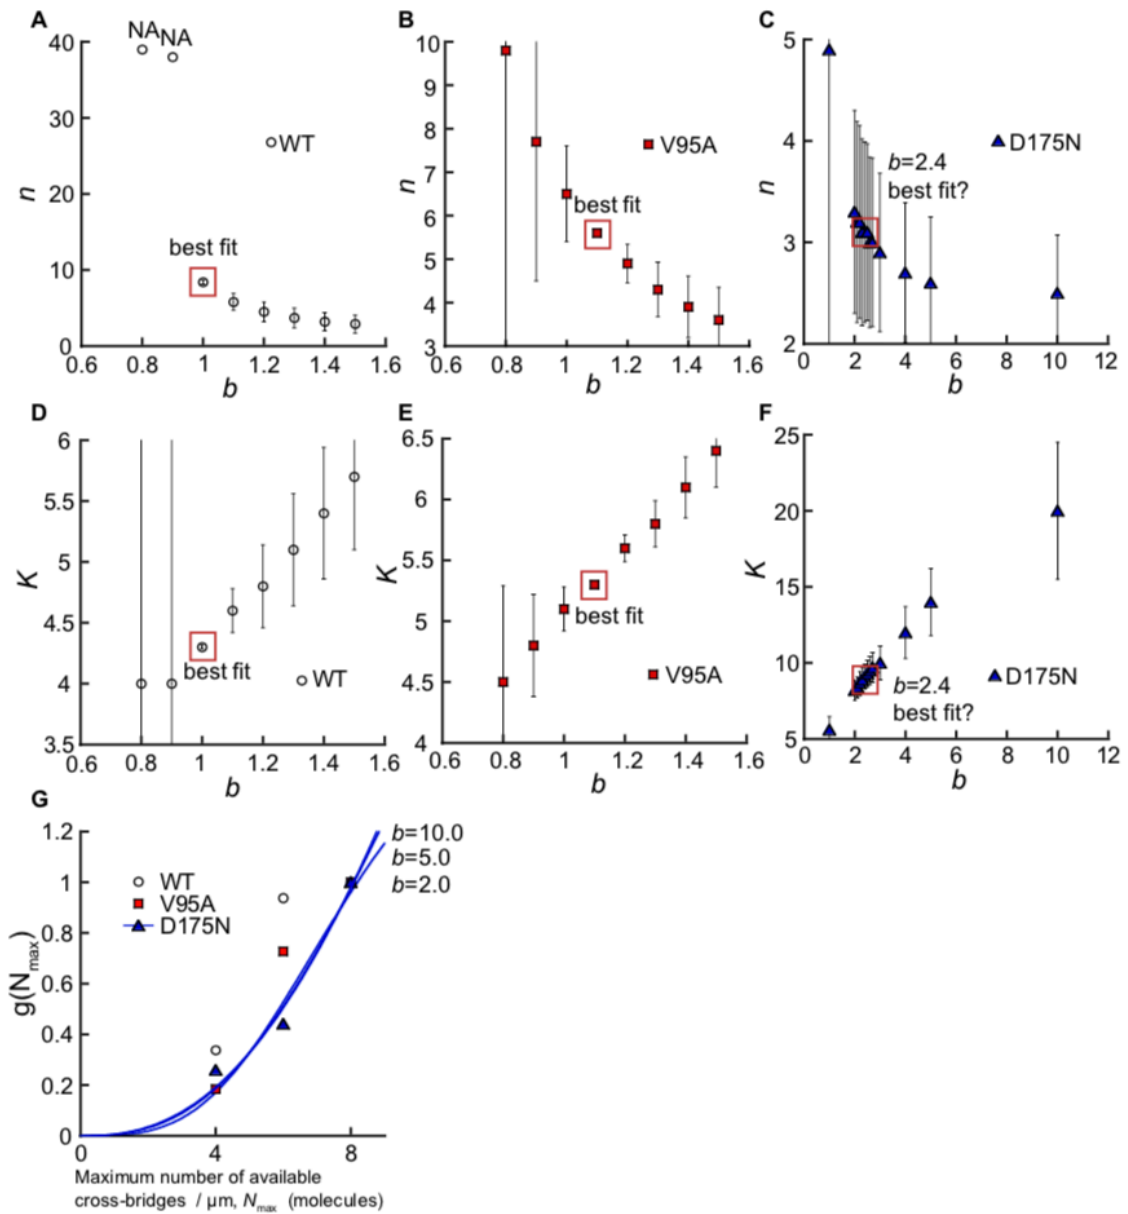 A
NA NA
40
30
20
10
0
n
WT
best fit
0.6 0.8 1 1.2 1.4 1.6
b
B
10
9
8
7
6
5
4
3
n
V95A
best fit
0.6 0.8 1 1.2 1.4 1.6
b
C
5
4
3
2
n
D175N
b=2.4
best fit?
0 2 4 6 8 10 12
b
D
6
5.5
5
4.5
4
3.5
K
best fit
WT
0.6 0.8 1 1.2 1.4 1.6
b
E
6.5
6
5.5
5
4.5
4
K
best fit
V95A
0.6 0.8 1 1.2 1.4 1.6
b
F
25
20
15
10
5
K
b=2.4
best fit?
D175N
0 2 4 6 8 10 12
b
G
1.2
1
0.8
0.6
0.4
0.2
0
g(Nmax)
WT
V95A
D175N
b=10.0
b=5.0
b=2.0
0 4 8
Maximum number of available
cross-bridges / µm, Nmax (molecules)